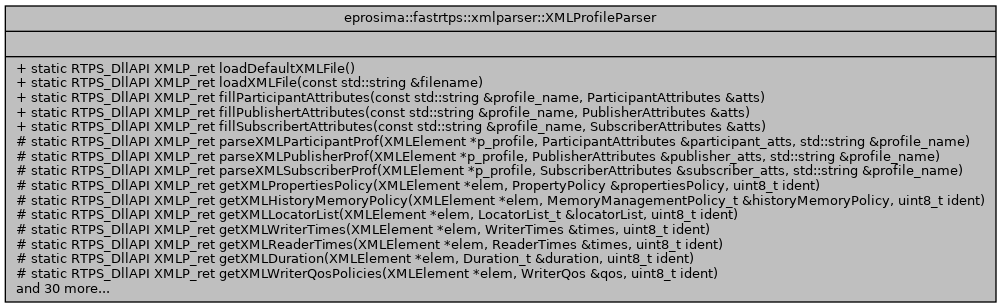 eprosima::fastrtps::xmlparser::XMLProfileParser
+ static RTPS_DllAPI XMLP_ret loadDefaultXMLFile()
+ static RTPS_DllAPI XMLP_ret loadXMLFile(const std::string &filename)
+ static RTPS_DllAPI XMLP_ret fillParticipantAttributes(const std::string &profile_name, ParticipantAttributes &atts)
+ static RTPS_DllAPI XMLP_ret fillPublishertAttributes(const std::string &profile_name, PublisherAttributes &atts)
+ static RTPS_DllAPI XMLP_ret fillSubscribertAttributes(const std::string &profile_name, SubscriberAttributes &atts)
# static RTPS_DllAPI XMLP_ret parseXMLParticipantProf(XMLElement *p_profile, ParticipantAttributes &participant_atts, std::string &profile_name)
# static RTPS_DllAPI XMLP_ret parseXMLPublisherProf(XMLElement *p_profile, PublisherAttributes &publisher_atts, std::string &profile_name)
# static RTPS_DllAPI XMLP_ret parseXMLSubscriberProf(XMLElement *p_profile, SubscriberAttributes &subscriber_atts, std::string &profile_name)
# static RTPS_DllAPI XMLP_ret getXMLPropertiesPolicy(XMLElement *elem, PropertyPolicy &propertiesPolicy, uint8_t ident)
# static RTPS_DllAPI XMLP_ret getXMLHistoryMemoryPolicy(XMLElement *elem, MemoryManagementPolicy_t &historyMemoryPolicy, uint8_t ident)
# static RTPS_DllAPI XMLP_ret getXMLLocatorList(XMLElement *elem, LocatorList_t &locatorList, uint8_t ident)
# static RTPS_DllAPI XMLP_ret getXMLWriterTimes(XMLElement *elem, WriterTimes &times, uint8_t ident)
# static RTPS_DllAPI XMLP_ret getXMLReaderTimes(XMLElement *elem, ReaderTimes &times, uint8_t ident)
# static RTPS_DllAPI XMLP_ret getXMLDuration(XMLElement *elem, Duration_t &duration, uint8_t ident)
# static RTPS_DllAPI XMLP_ret getXMLWriterQosPolicies(XMLElement *elem, WriterQos &qos, uint8_t ident)
and 30 more...